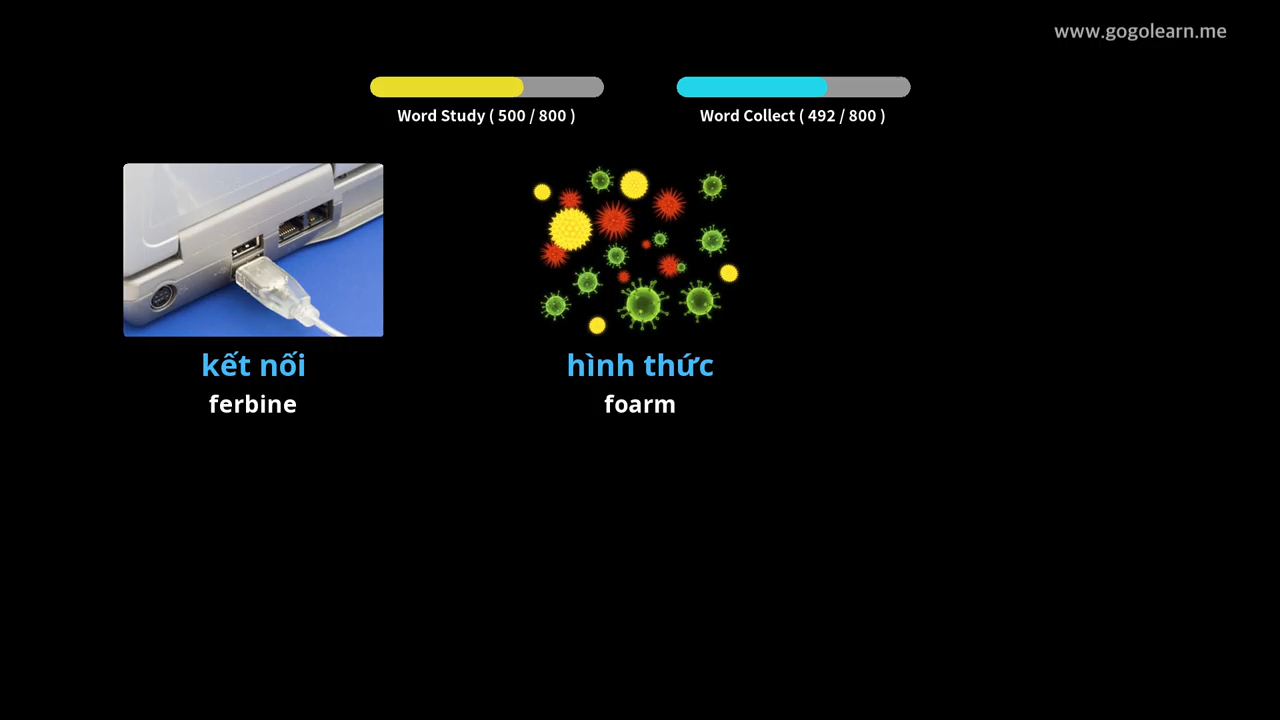 www.gogolearn.me
Word Study ( 500 / 800 )
Word Collect ( 492 / 800 )
kết nối
ferbine
hình thức
foarm